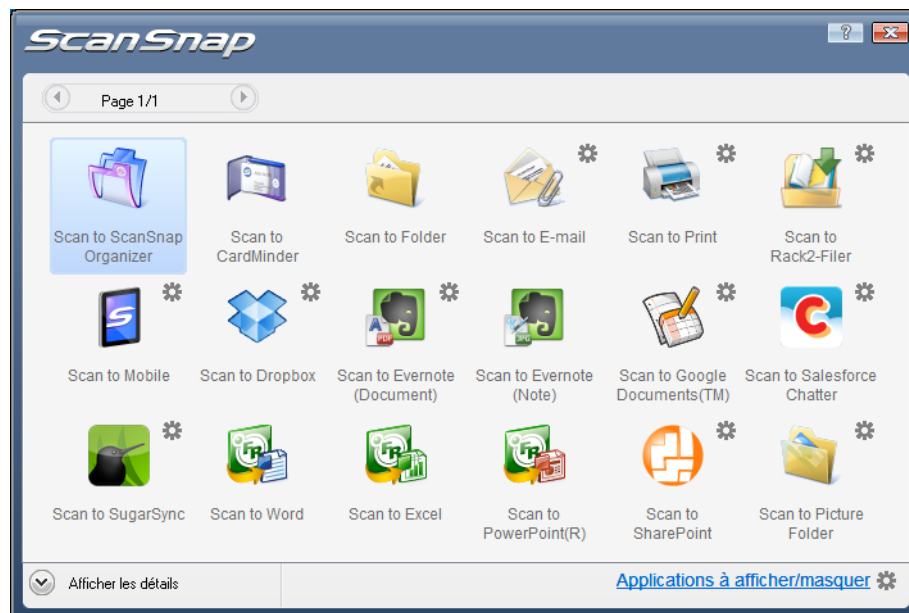 ScanSnap
Page 1/1
Scan to ScanSnap
Organizer
Scan to
CardMinder
Scan to Folder
Scan to E-mail
Scan to Print
Scan to
Rack2-Filer
Scan to Mobile
Scan to Dropbox
Scan to Evernote
(Document)
Scan to Evernote
(Note)
Scan to Google
Documents(TM)
Scan to Salesforce
Chatter
Scan to SugarSync
Scan to Word
Scan to Excel
Scan to
PowerPoint(R)
Scan to
SharePoint
Scan to Picture
Folder
Afficher les détails
Applications à afficher/masquer